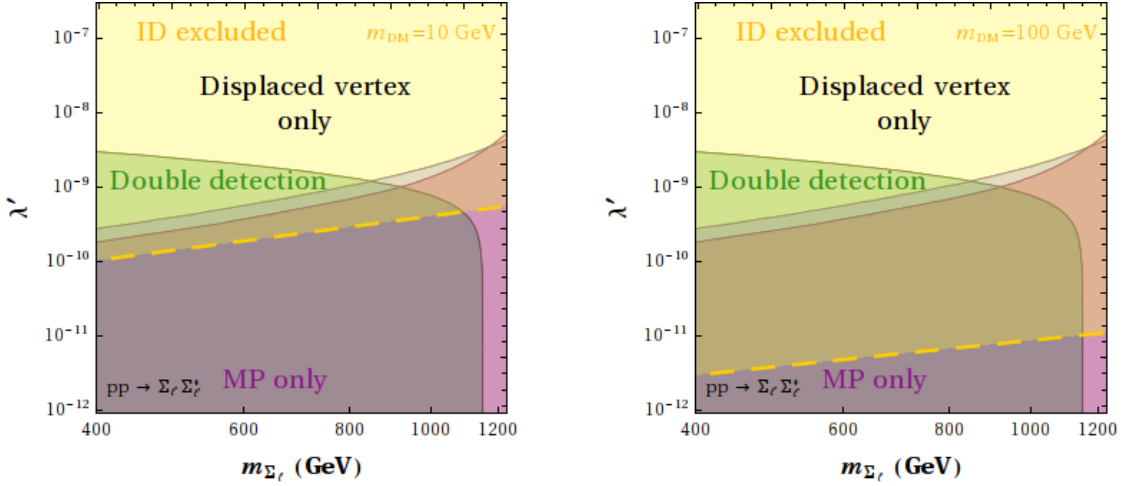 ID excluded
m_DM=10 GeV
Displaced vertex
only
Double detection
MP only
pp → Σ_ℓ Σ_ℓ^*
10^-7
10^-8
10^-9
10^-10
10^-11
10^-12
λ′
400 600 800 1000 1200
m_Σ_ℓ (GeV)
ID excluded
m_DM=100 GeV
Displaced vertex
only
Double detection
MP only
pp → Σ_ℓ Σ_ℓ^*
10^-7
10^-8
10^-9
10^-10
10^-11
10^-12
λ′
400 600 800 1000 1200
m_Σ_ℓ (GeV)